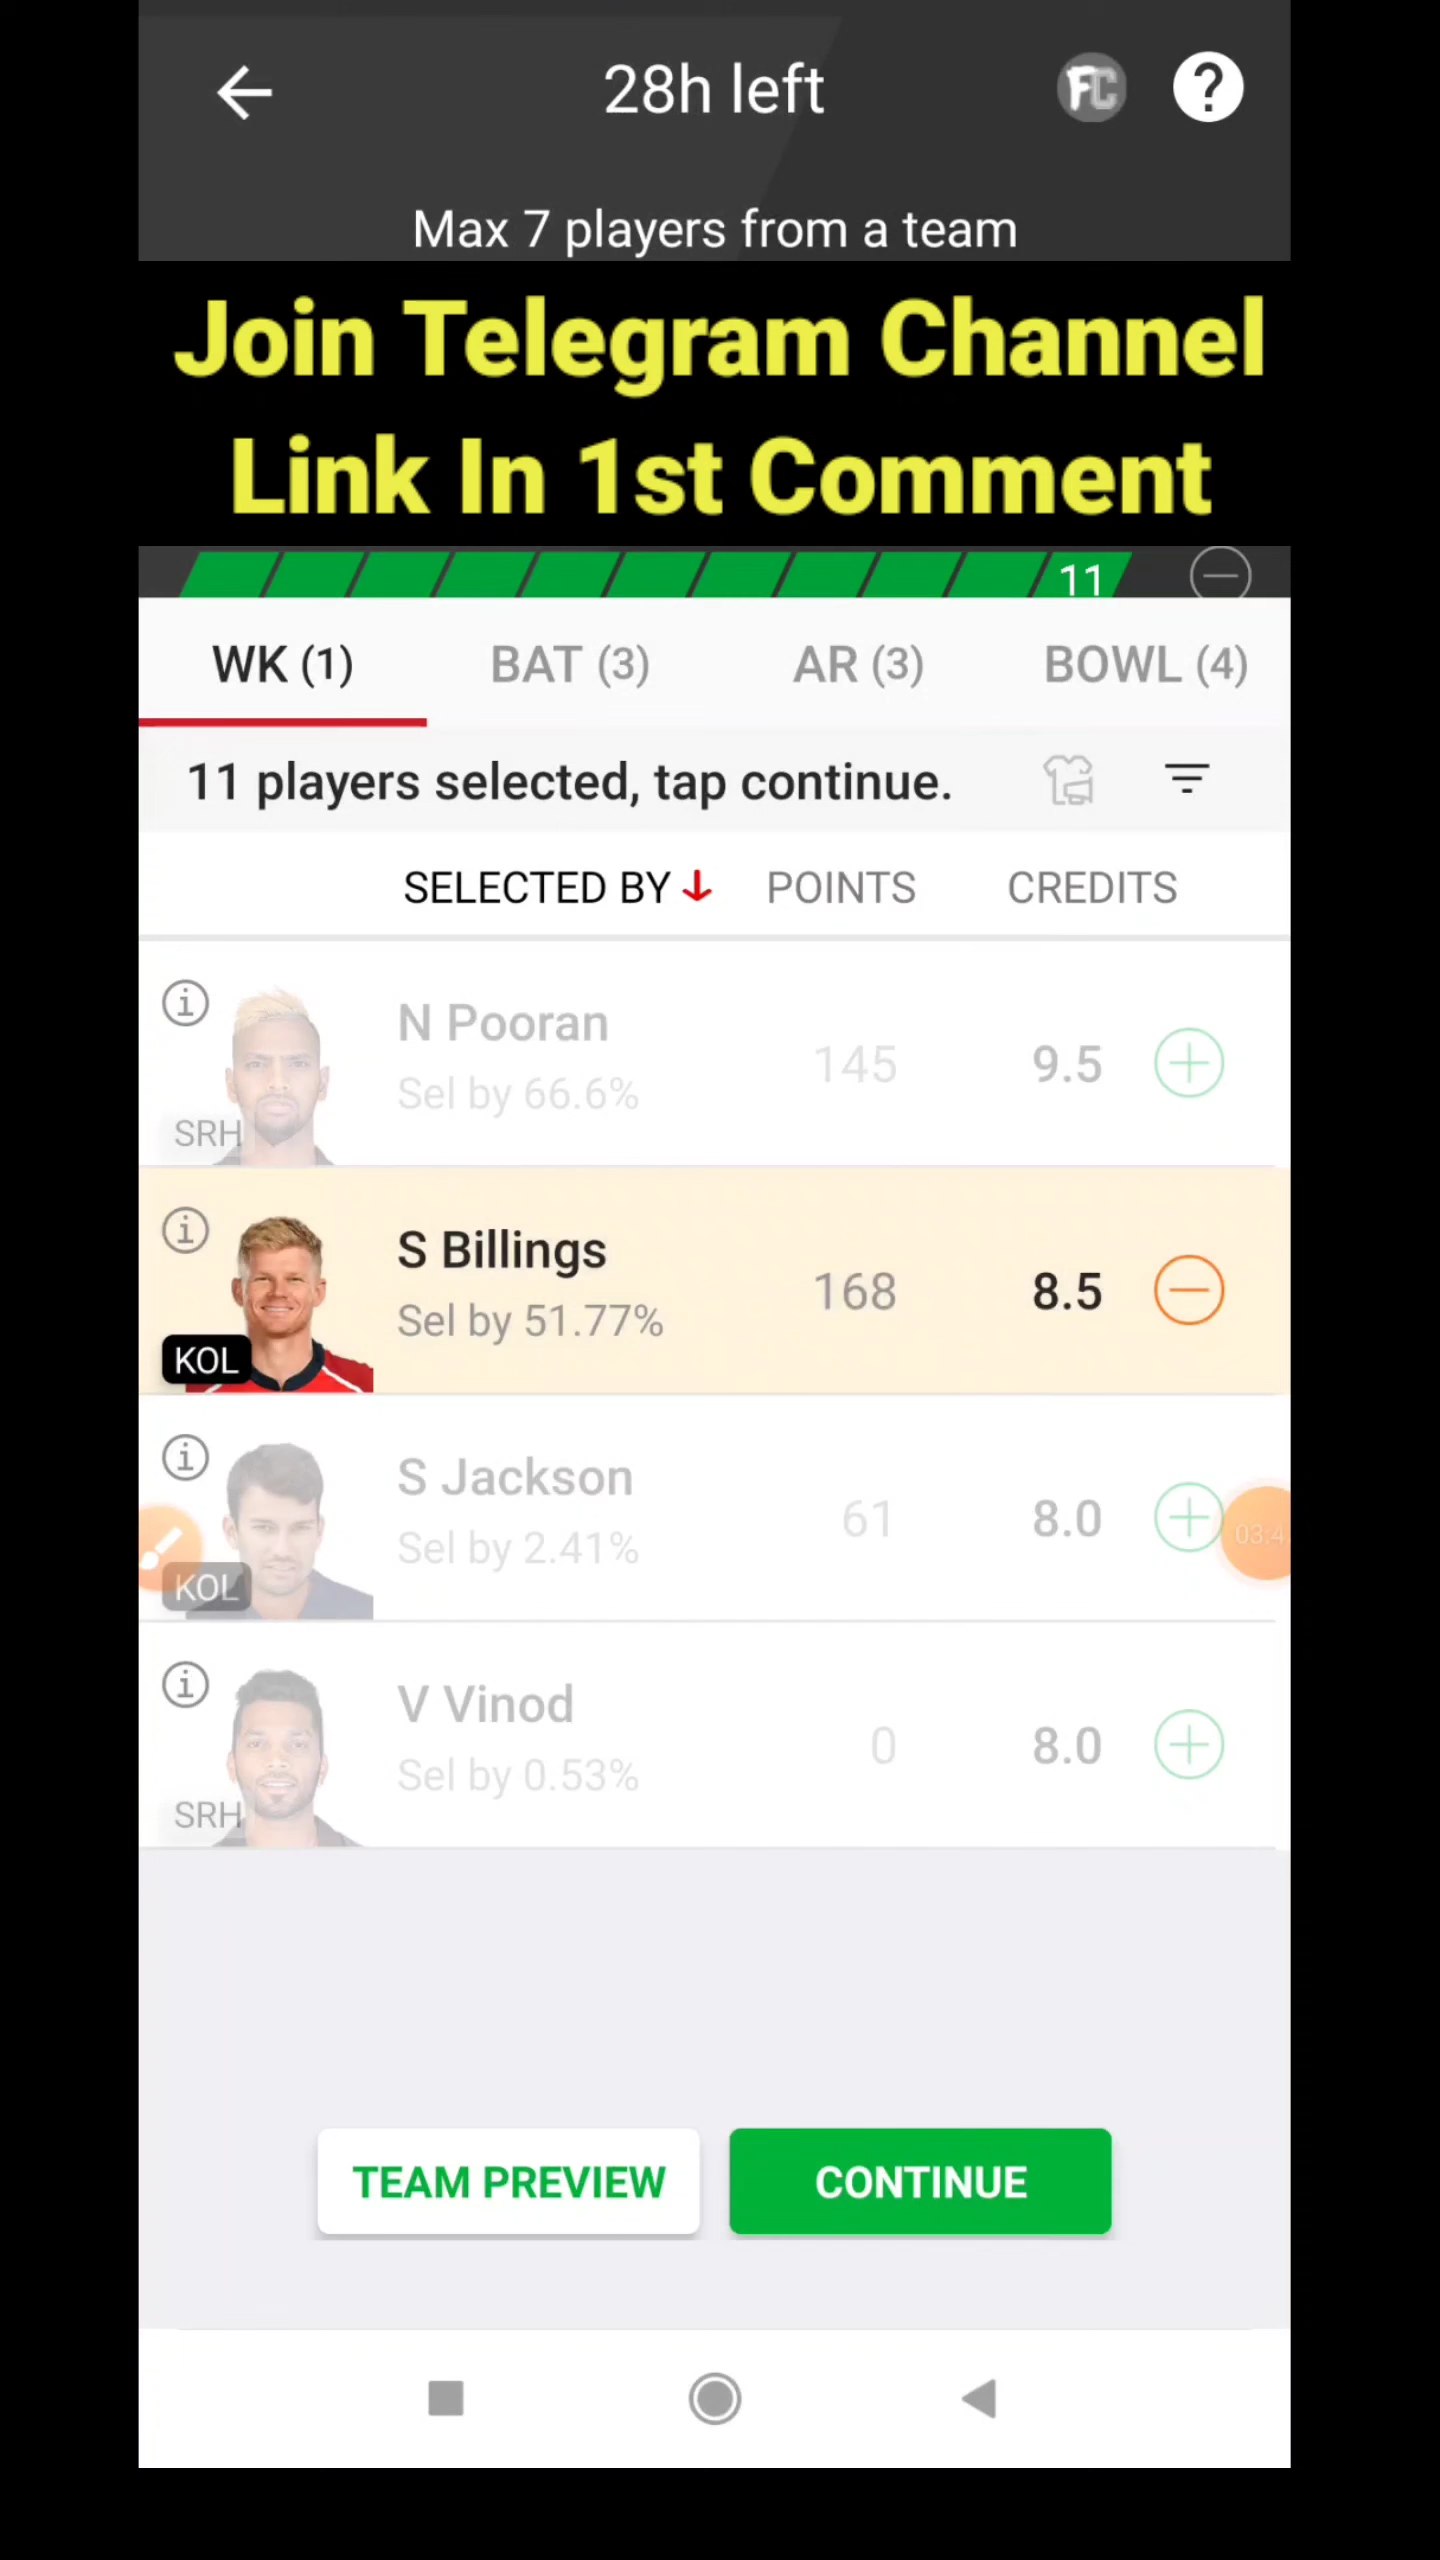 28h left
FC
?
Max 7 players from a team
Join Telegram Channel
Link In 1st Comment
11
WK (1) BAT (3) AR (3) BOWL (4)
11 players selected, tap continue.
SELECTED BY POINTS CREDITS
N Pooran
Sel by 66.6%
145 9.5
SRH
S Billings
Sel by 51.77%
168 8.5
KOL
S Jackson
Sel by 2.41%
61 8.0
03:4
KOL
V Vinod
Sel by 0.53%
0 8.0
SRH
TEAM PREVIEW CONTINUE